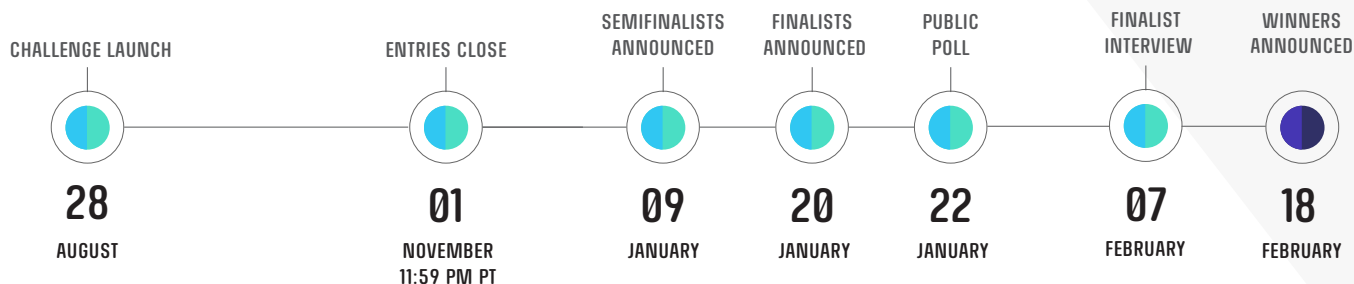 CHALLENGE LAUNCH
ENTRIES CLOSE
SEMIFINALISTS
ANNOUNCED
FINALISTS
ANNOUNCED
PUBLIC
POLL
FINALIST
INTERVIEW
WINNERS
ANNOUNCED
28
AUGUST
01
NOVEMBER
11:59 PM PT
09
JANUARY
20
JANUARY
22
JANUARY
07
FEBRUARY
18
FEBRUARY